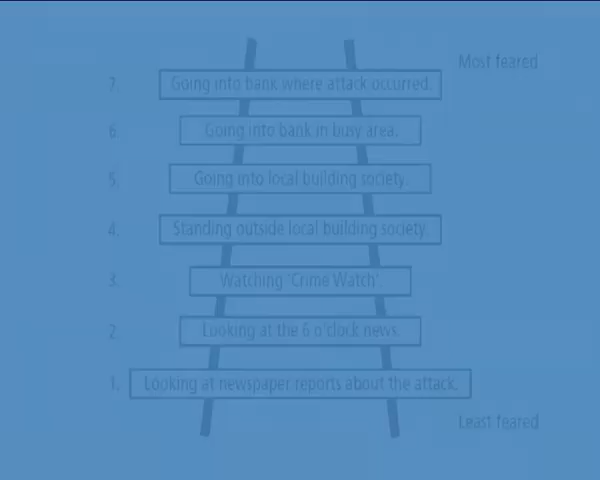 Most feared
7. Going into bank where attack occurred.
6. Going into bank in busy area.
5. Going into local building society.
4. Standing outside local building society.
3. Watching 'Crime Watch'.
2. Looking at the 6 o'clock news.
1. Looking at newspaper reports about the attack.
Least feared